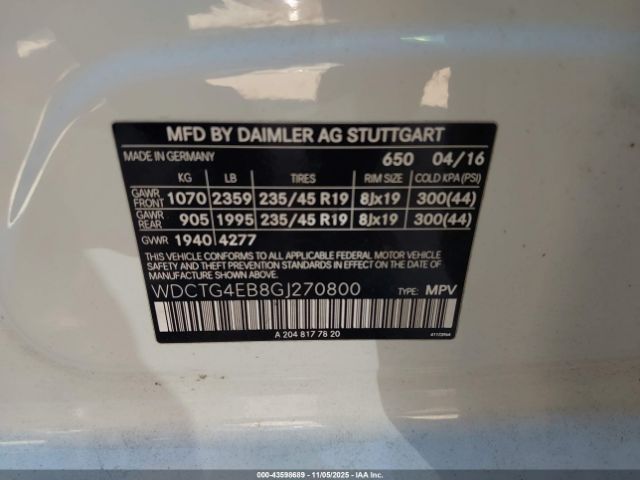 MFD BY DAIMLER AG STUTTGART
MADE IN GERMANY 650 04/16
KG LB TIRES RIM SIZE COLD KPA (PSI)
GAWR FRONT 1070 2359 235/45 R19 8Jx19 300(44)
GAWR REAR 905 1995 235/45 R19 8Jx19 300(44)
GVWR 1940 4277
THIS VEHICLE CONFORMS TO ALL APPLICABLE FEDERAL MOTOR VEHICLE SAFETY AND THEFT PREVENTION STANDARDS IN EFFECT ON THE DATE OF MANUFACTURE SHOWN ABOVE.
WDCTG4EB8GJ270800 TYPE: MPV
A 204 817 78 20
000-43598689 - 11/05/2025 - IAAI.CA